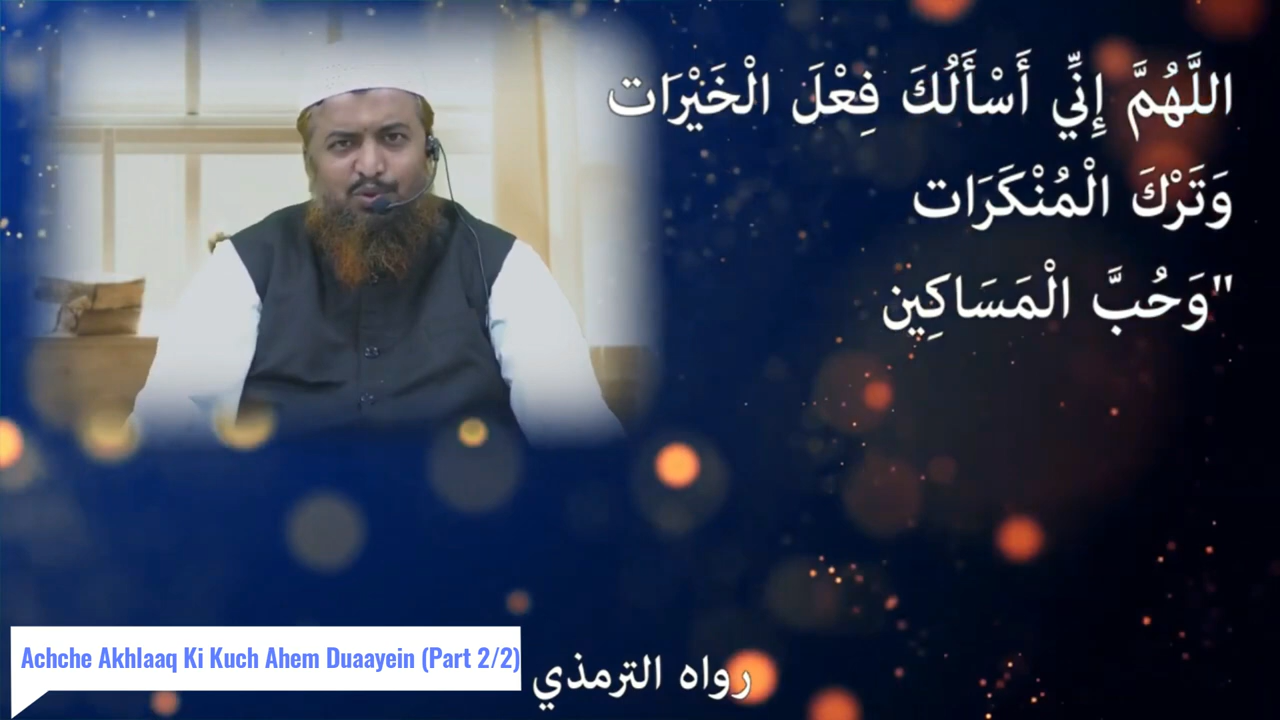 اللَّهُمَّ إِنِّي أَسْأَلُكَ فِعْلَ الْخَيْرَات
وَتَرْكَ الْمُنْكَرَات
"وَحُبَّ الْمَسَاكِين
Achche Akhlaaq Ki Kuch Ahem Duaayein (Part 2/2)
رواه الترمذي